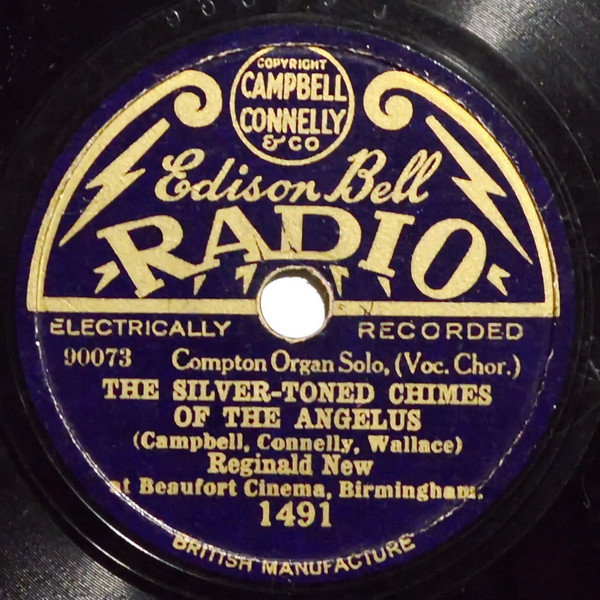 COPYRIGHT
CAMPBELL
CONNELLY
& CO
Edison Bell
RADIO
ELECTRICALLY RECORDED
90073 Compton Organ Solo, (Voc. Chor.)
THE SILVER-TONED CHIMES
OF THE ANGELUS
(Campbell, Connelly, Wallace)
Reginald New
at Beaufort Cinema, Birmingham.
1491
BRITISH MANUFACTURE